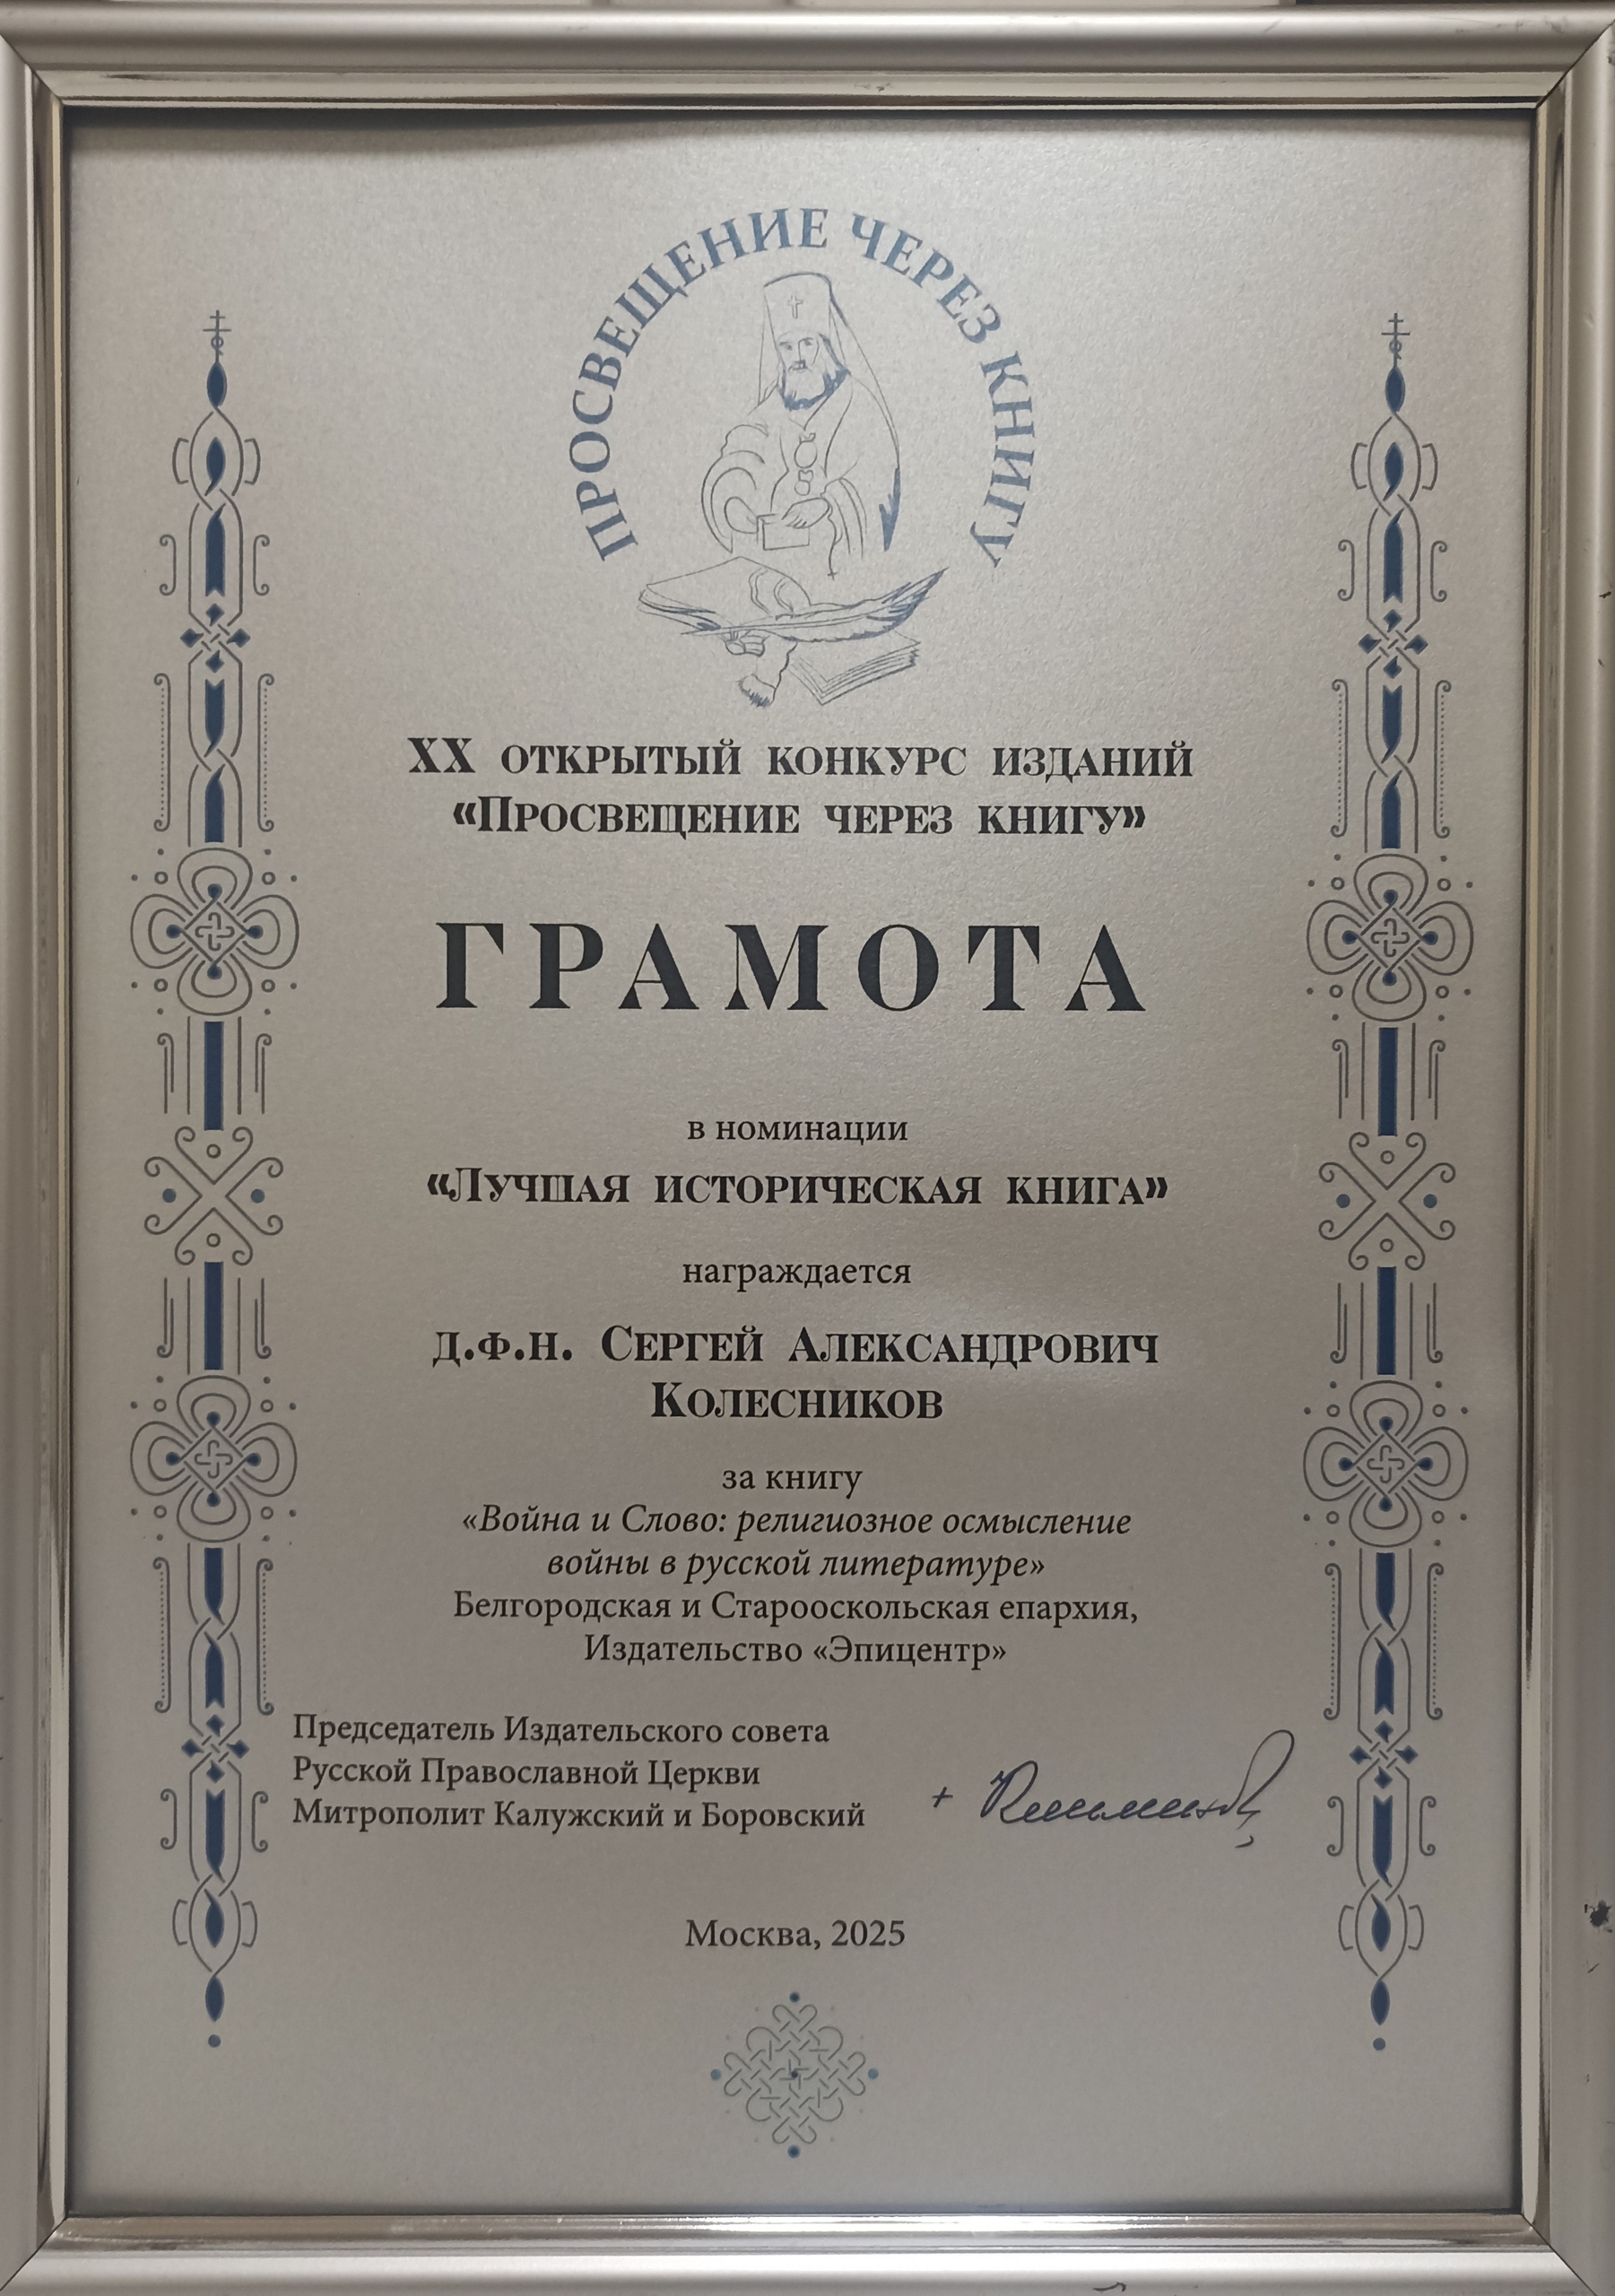 ПРОСВЕЩЕНИЕ ЧЕРЕЗ КНИГУ
XX ОТКРЫТЫЙ КОНКУРС ИЗДАНИЙ
«ПРОСВЕЩЕНИЕ ЧЕРЕЗ КНИГУ»
ГРАМОТА
в номинации
«ЛУЧШАЯ ИСТОРИЧЕСКАЯ КНИГА»
награждается
Д.Ф.Н. СЕРГЕЙ АЛЕКСАНДРОВИЧ
КОЛЕСНИКОВ
за книгу
«Война и Слово: религиозное осмысление
войны в русской литературе»
Белгородская и Старооскольская епархия,
Издательство «Эпицентр»
Председатель Издательского совета
Русской Православной Церкви
Митрополит Калужский и Боровский
Москва, 2025